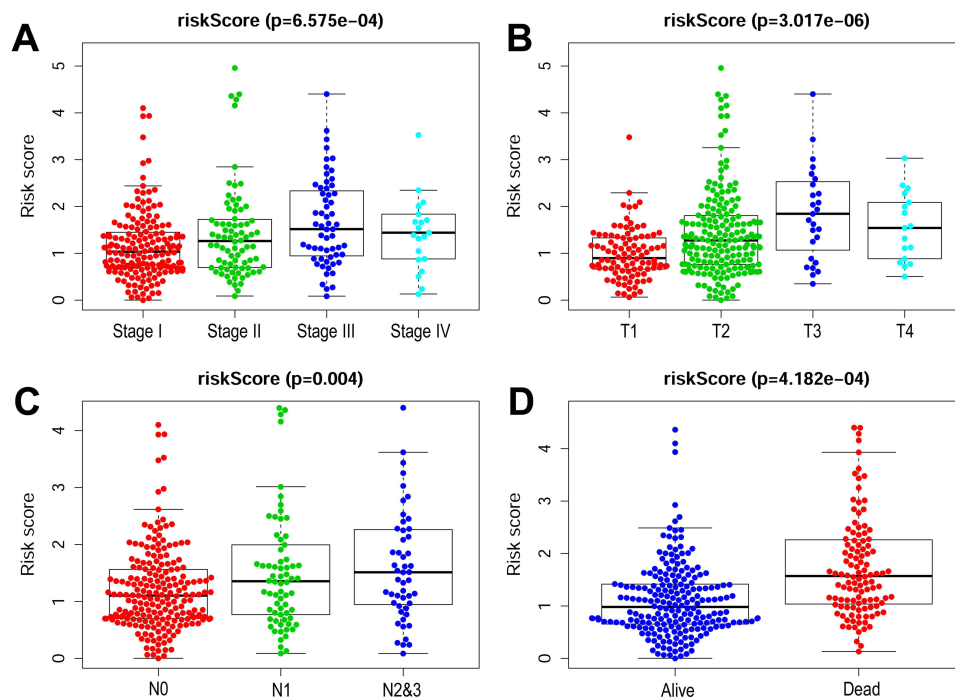 A
riskScore (p=6.575e−04)
Risk score
0
1
2
3
4
5
Stage I
Stage II
Stage III
Stage IV
B
riskScore (p=3.017e−06)
Risk score
0
1
2
3
4
5
T1
T2
T3
T4
C
riskScore (p=0.004)
Risk score
0
1
2
3
4
N0
N1
N2&3
D
riskScore (p=4.182e−04)
Risk score
0
1
2
3
4
Alive
Dead